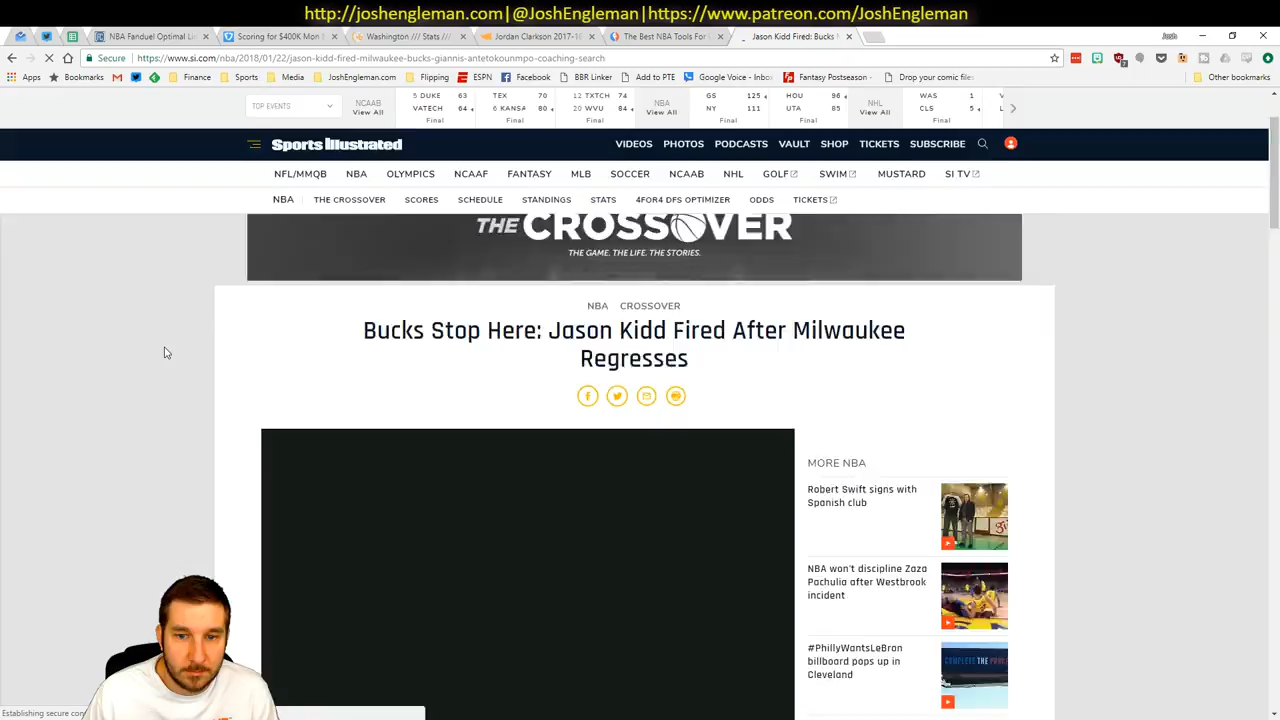 http://joshengleman.com|@JoshEngleman|https://www.patreon.com/JoshEngleman
NBA Fanduel Optimal Li
Scoring for $400K Mon
Washington /// Stats ///
Jordan Clarkson 2017-18
The Best NBA Tools For
Jason Kidd Fired: Bucks
Josh
Secure
https://www.si.com/nba/2018/01/22/jason-kidd-fired-milwaukee-bucks-giannis-antetokounmpo-coaching-search
Apps
Bookmarks
Finance
Sports
Media
JoshEngleman.com
Flipping
ESPN
Facebook
BBR Linker
Add to PTE
Google Voice - Inbox
Fantasy Postseason -
Drop your comic files
Other bookmarks
TOP EVENTS
NCAAB
View All
5 DUKE 63
VATECH 64
Final
TEX 70
6 KANSA 80
Final
12 TXTCH 74
20 WVU 84
Final
NBA
View All
GS 125
NY 111
Final
HOU 96
UTA 85
Final
NHL
View All
WAS 1
CLS 5
Final
Sports Illustrated
VIDEOS PHOTOS PODCASTS VAULT SHOP TICKETS SUBSCRIBE
NFL/MMQB NBA OLYMPICS NCAAF FANTASY MLB SOCCER NCAAB NHL GOLF SWIM MUSTARD SI TV
NBA THE CROSSOVER SCORES SCHEDULE STANDINGS STATS 4FOR4 DFS OPTIMIZER ODDS TICKETS
THE CROSSOVER
THE GAME. THE LIFE. THE STORIES.
NBA CROSSOVER
Bucks Stop Here: Jason Kidd Fired After Milwaukee
Regresses
MORE NBA
Robert Swift signs with
Spanish club
NBA won't discipline Zaza
Pachulia after Westbrook
incident
#PhillyWantsLeBron
billboard pops up in
Cleveland
COMPLETE THE
Establishing secure con